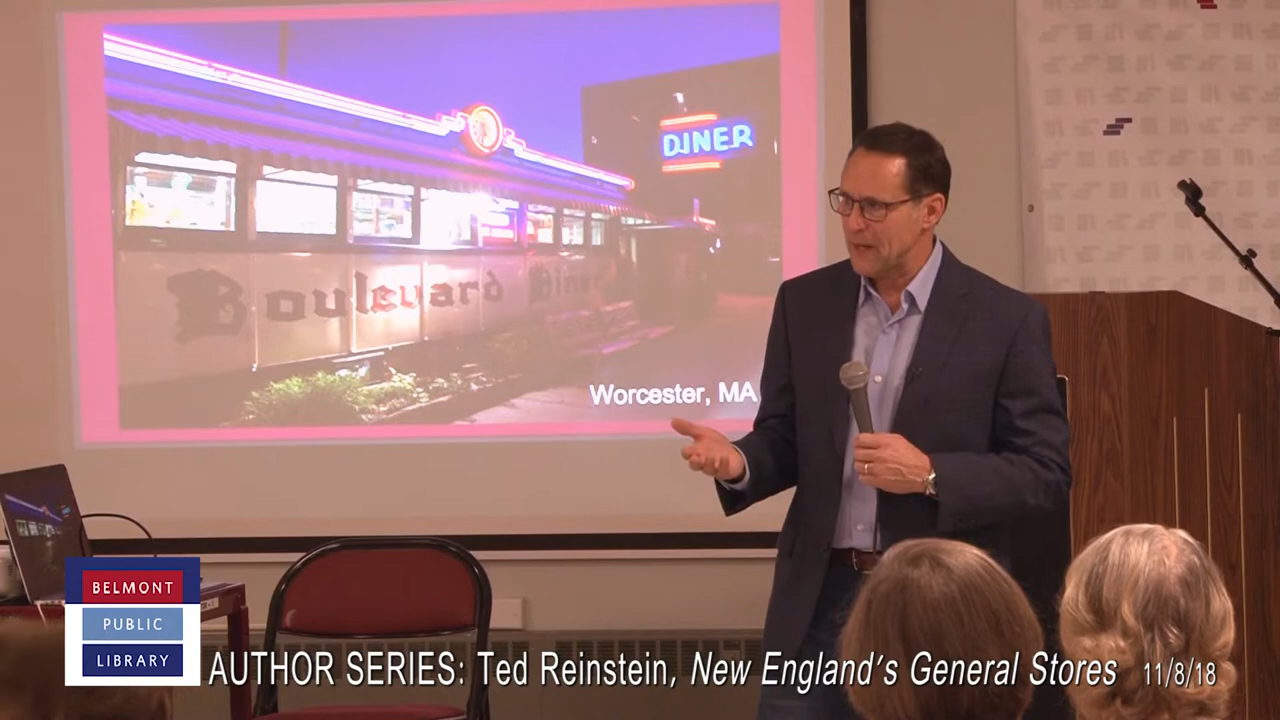 DINER
Boulevard Diner
Worcester, MA
BELMONT
PUBLIC
LIBRARY
AUTHOR SERIES: Ted Reinstein, New England's General Stores 11/8/18